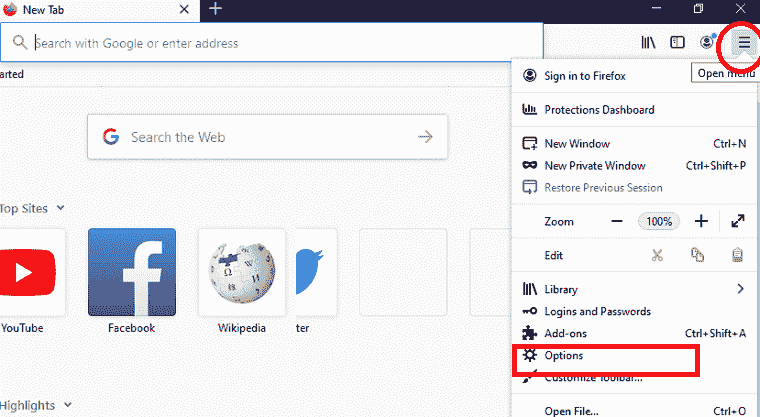 New Tab
Search with Google or enter address
arted
Open menu
Sign in to Firefox
Protections Dashboard
New Window Ctrl+N
New Private Window Ctrl+Shift+P
Restore Previous Session
Zoom 100%
Edit
Library
Logins and Passwords
Add-ons Ctrl+Shift+A
Options
Customize Toolbar...
Open File... Ctrl+O
G Search the Web
Top Sites
f
W
Ω
И
YouTube
Facebook
Wikipedia
ter
Highlights